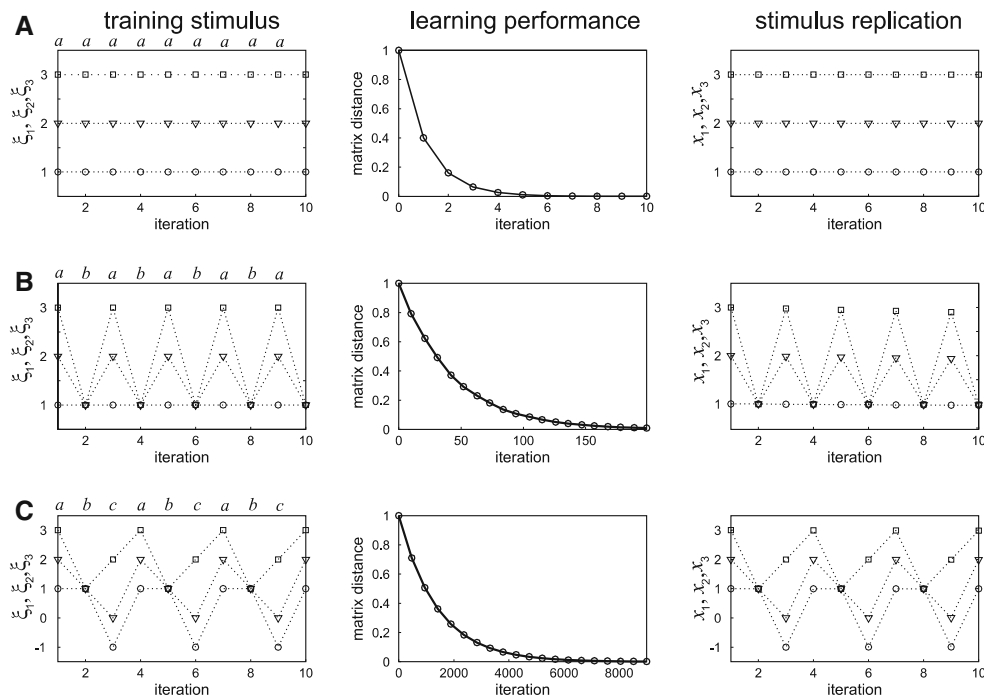 training stimulus learning performance stimulus replication
A
a a a a a a a a a
ξ1, ξ2, ξ3
3
2
1
2 4 6 8 10
iteration
matrix distance
1
0.8
0.6
0.4
0.2
0
0 2 4 6 8 10
iteration
x1, x2, x3
3
2
1
2 4 6 8 10
iteration
B
a b a b a b a b a
ξ1, ξ2, ξ3
3
2
1
2 4 6 8 10
iteration
matrix distance
1
0.8
0.6
0.4
0.2
0
0 50 100 150
iteration
x1, x2, x3
3
2
1
2 4 6 8 10
iteration
C
a b c a b c a b c
ξ1, ξ2, ξ3
3
2
1
0
-1
2 4 6 8 10
iteration
matrix distance
1
0.8
0.6
0.4
0.2
0
0 2000 4000 6000 8000
iteration
x1, x2, x3
3
2
1
0
-1
2 4 6 8 10
iteration